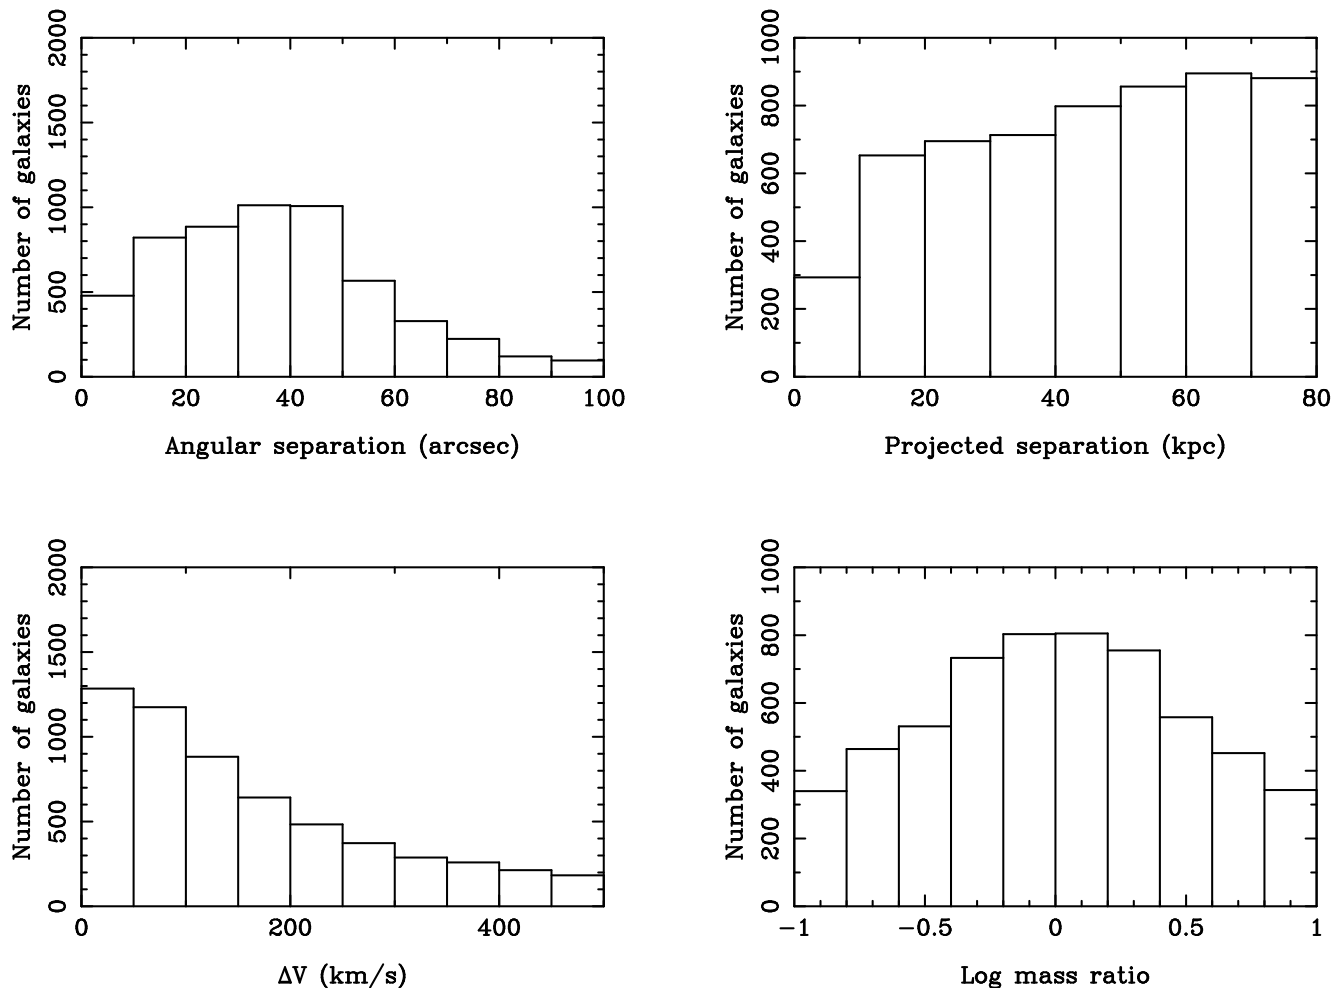 Number of galaxies
2000
1500
1000
500
0
0 20 40 60 80 100
Angular separation (arcsec)
Number of galaxies
1000
800
600
400
200
0
0 20 40 60 80
Projected separation (kpc)
Number of galaxies
2000
1500
1000
500
0
0 200 400
ΔV (km/s)
Number of galaxies
1000
800
600
400
200
0
−1 −0.5 0 0.5 1
Log mass ratio